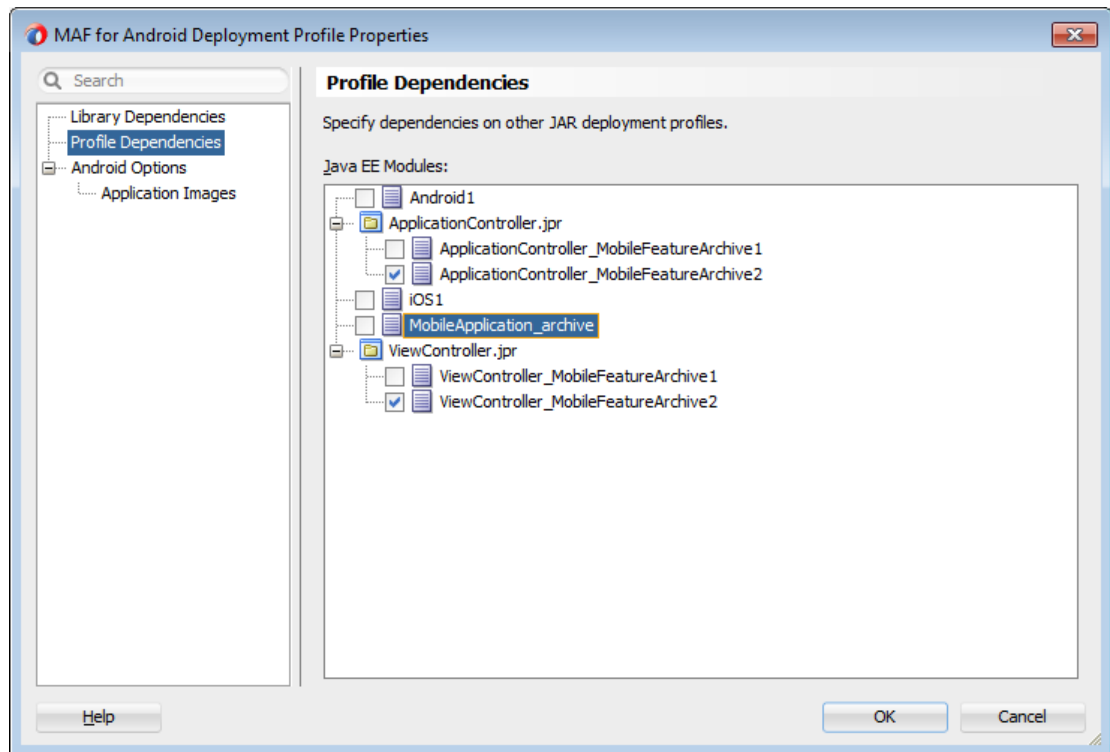 MAF for Android Deployment Profile Properties
Search
Library Dependencies
Profile Dependencies
Android Options
Application Images
Profile Dependencies
Specify dependencies on other JAR deployment profiles.
Java EE Modules:
Android1
ApplicationController.jpr
ApplicationController_MobileFeatureArchive1
ApplicationController_MobileFeatureArchive2
iOS1
MobileApplication_archive
ViewController.jpr
ViewController_MobileFeatureArchive1
ViewController_MobileFeatureArchive2
Help
OK
Cancel